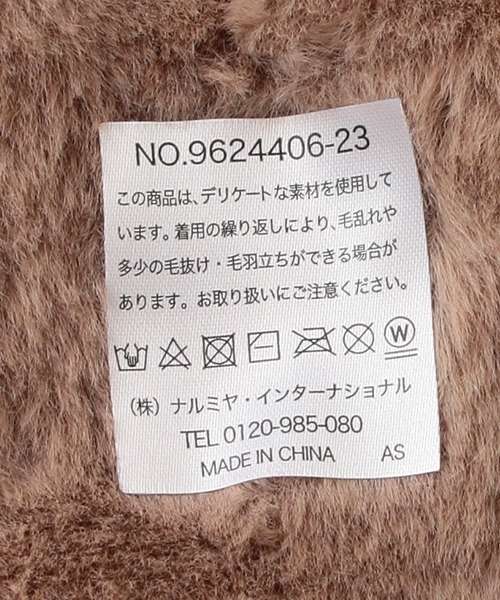 NO.9624406-23
この商品は、デリケートな素材を使用して
います。着用の繰り返しにより、毛乱れや
多少の毛抜け・毛羽立ちができる場合が
あります。お取り扱いにご注意ください。
W
（株）ナルミヤ・インターナショナル
TEL 0120-985-080
MADE IN CHINA AS